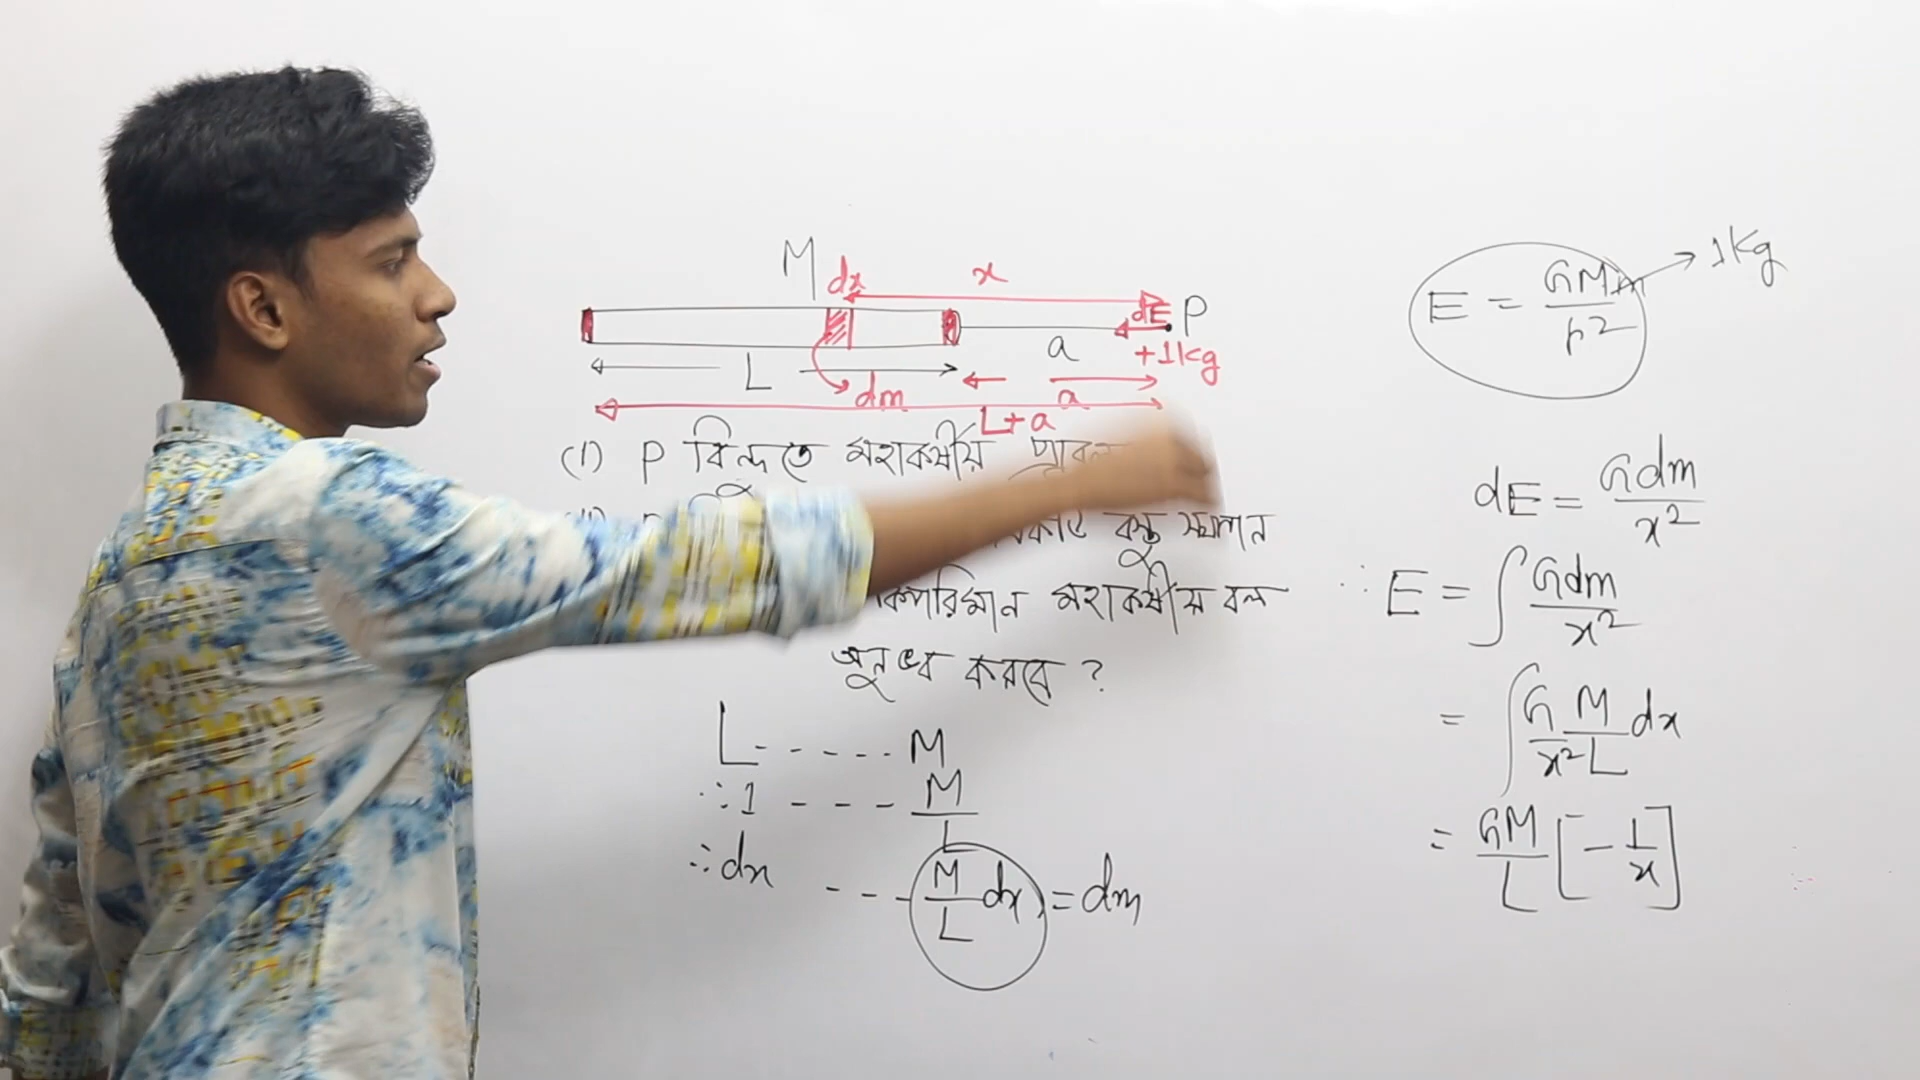 M
dx
x
dE
P
a
+1kg
L
dm
a
L+a
(1) P বিন্দুতে মহাকর্ষীয়
বস্তু স্থাপন
মহাকর্ষীয় বল
অনুভব করবে ?
L - - - - - M
∴ 1 - - - M/L
∴ dx - - - M/L dx = dm
E = GMm/r² → 1kg
dE = Gdm/x²
∴ E = ∫ Gdm/x²
= ∫ G/x² M/L dx
= GM/L [- 1/x]